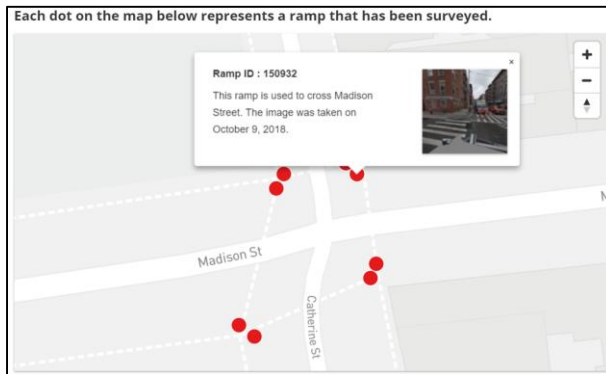 Each dot on the map below represents a ramp that has been surveyed.
×
Ramp ID : 150932
This ramp is used to cross Madison
Street. The image was taken on
October 9, 2018.
+
−
Madison St
Catherine St
M